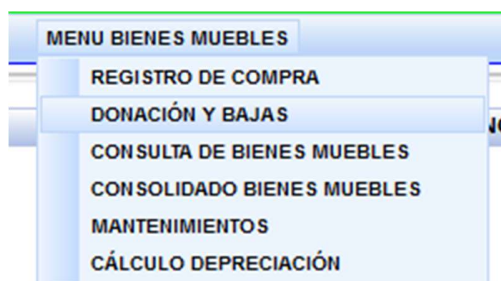 MENU BIENES MUEBLES
REGISTRO DE COMPRA
DONACIÓN Y BAJAS
CONSULTA DE BIENES MUEBLES
CONSOLIDADO BIENES MUEBLES
MANTENIMIENTOS
CÁLCULO DEPRECIACIÓN